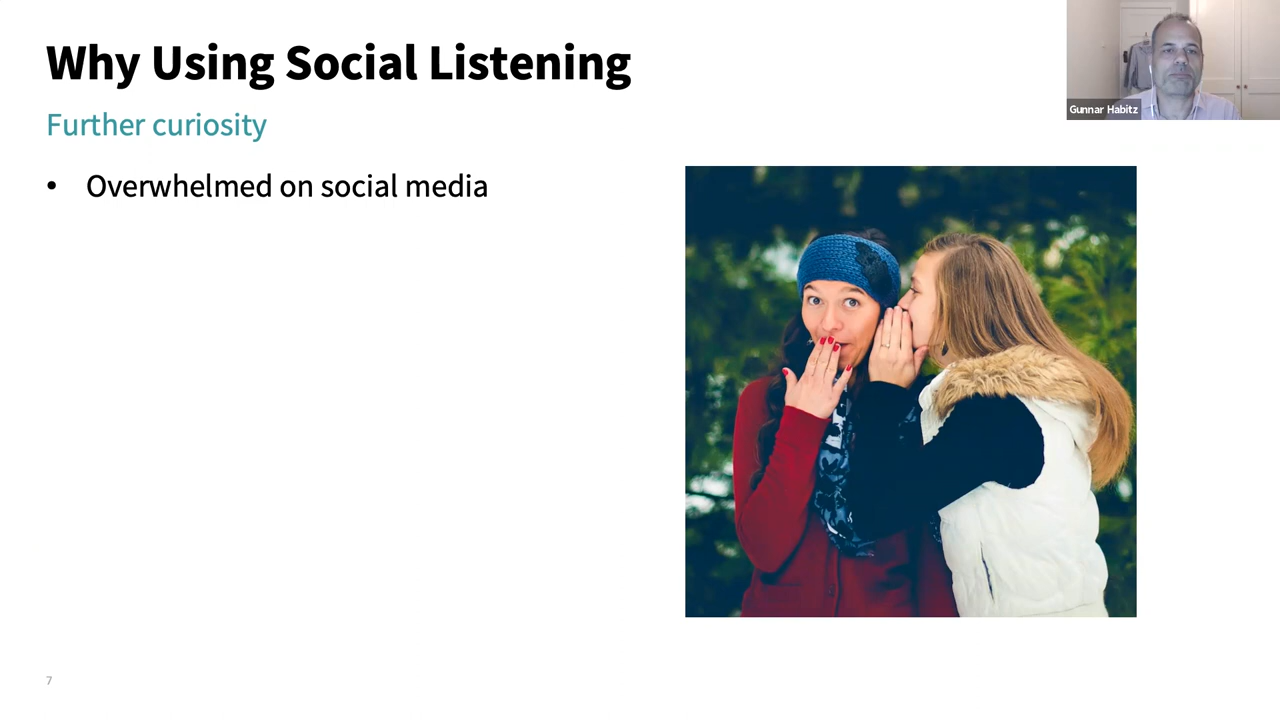 Why Using Social Listening
Gunnar Habitz
Further curiosity
• Overwhelmed on social media
7